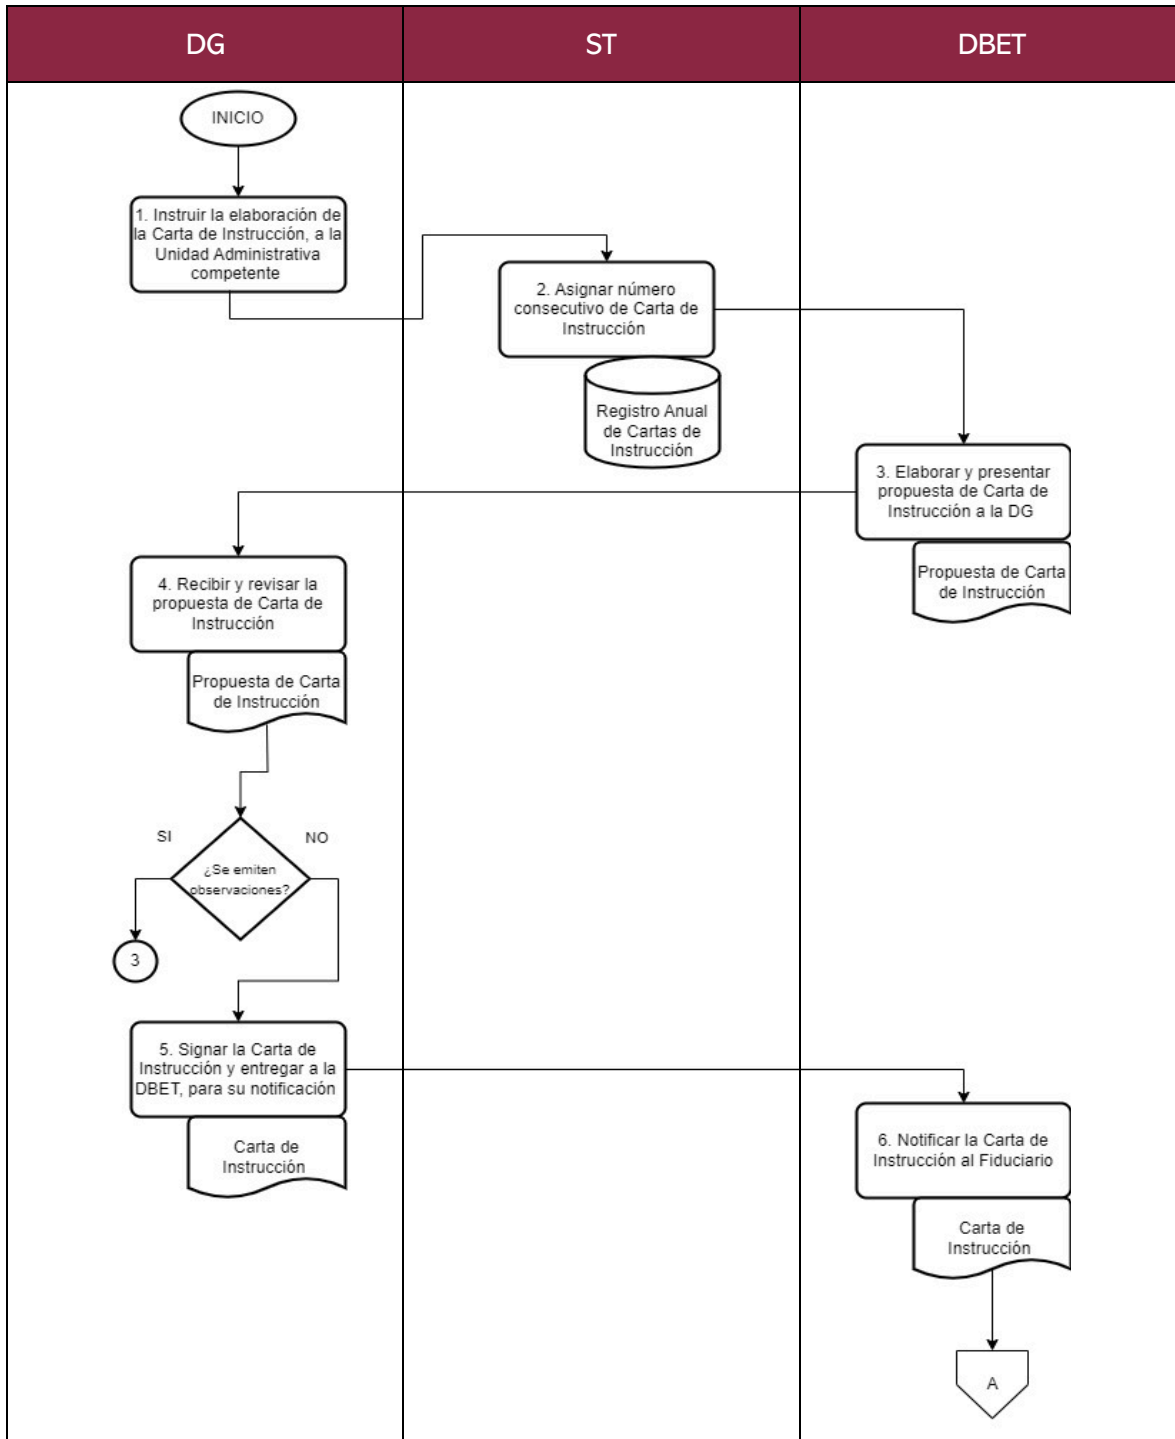 DG
ST
DBET
INICIO
1. Instruir la elaboración de
la Carta de Instrucción, a la
Unidad Administrativa
competente
2. Asignar número
consecutivo de Carta de
Instrucción
Registro Anual
de Cartas de
Instrucción
3. Elaborar y presentar
propuesta de Carta de
Instrucción a la DG
Propuesta de Carta
de Instrucción
4. Recibir y revisar la
propuesta de Carta de
Instrucción
Propuesta de Carta
de Instrucción
SI
NO
¿Se emiten
observaciones?
3
5. Signar la Carta de
Instrucción y entregar a la
DBET, para su notificación
Carta de
Instrucción
6. Notificar la Carta de
Instrucción al Fiduciario
Carta de
Instrucción
A